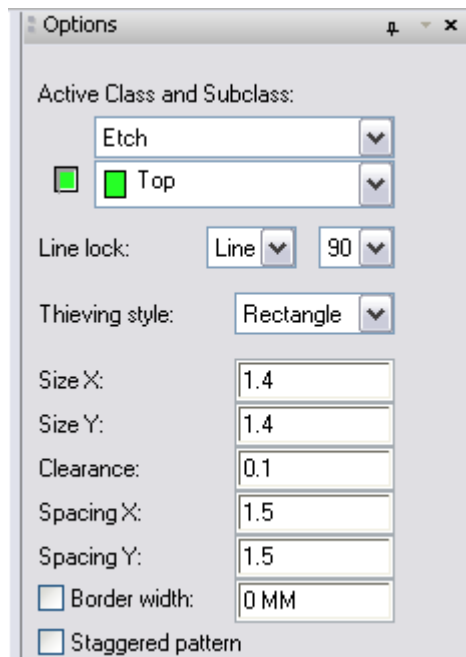 Options
Active Class and Subclass:
Etch
Top
Line lock: Line 90
Thieving style: Rectangle
Size X: 1.4
Size Y: 1.4
Clearance: 0.1
Spacing X: 1.5
Spacing Y: 1.5
Border width: 0 MM
Staggered pattern